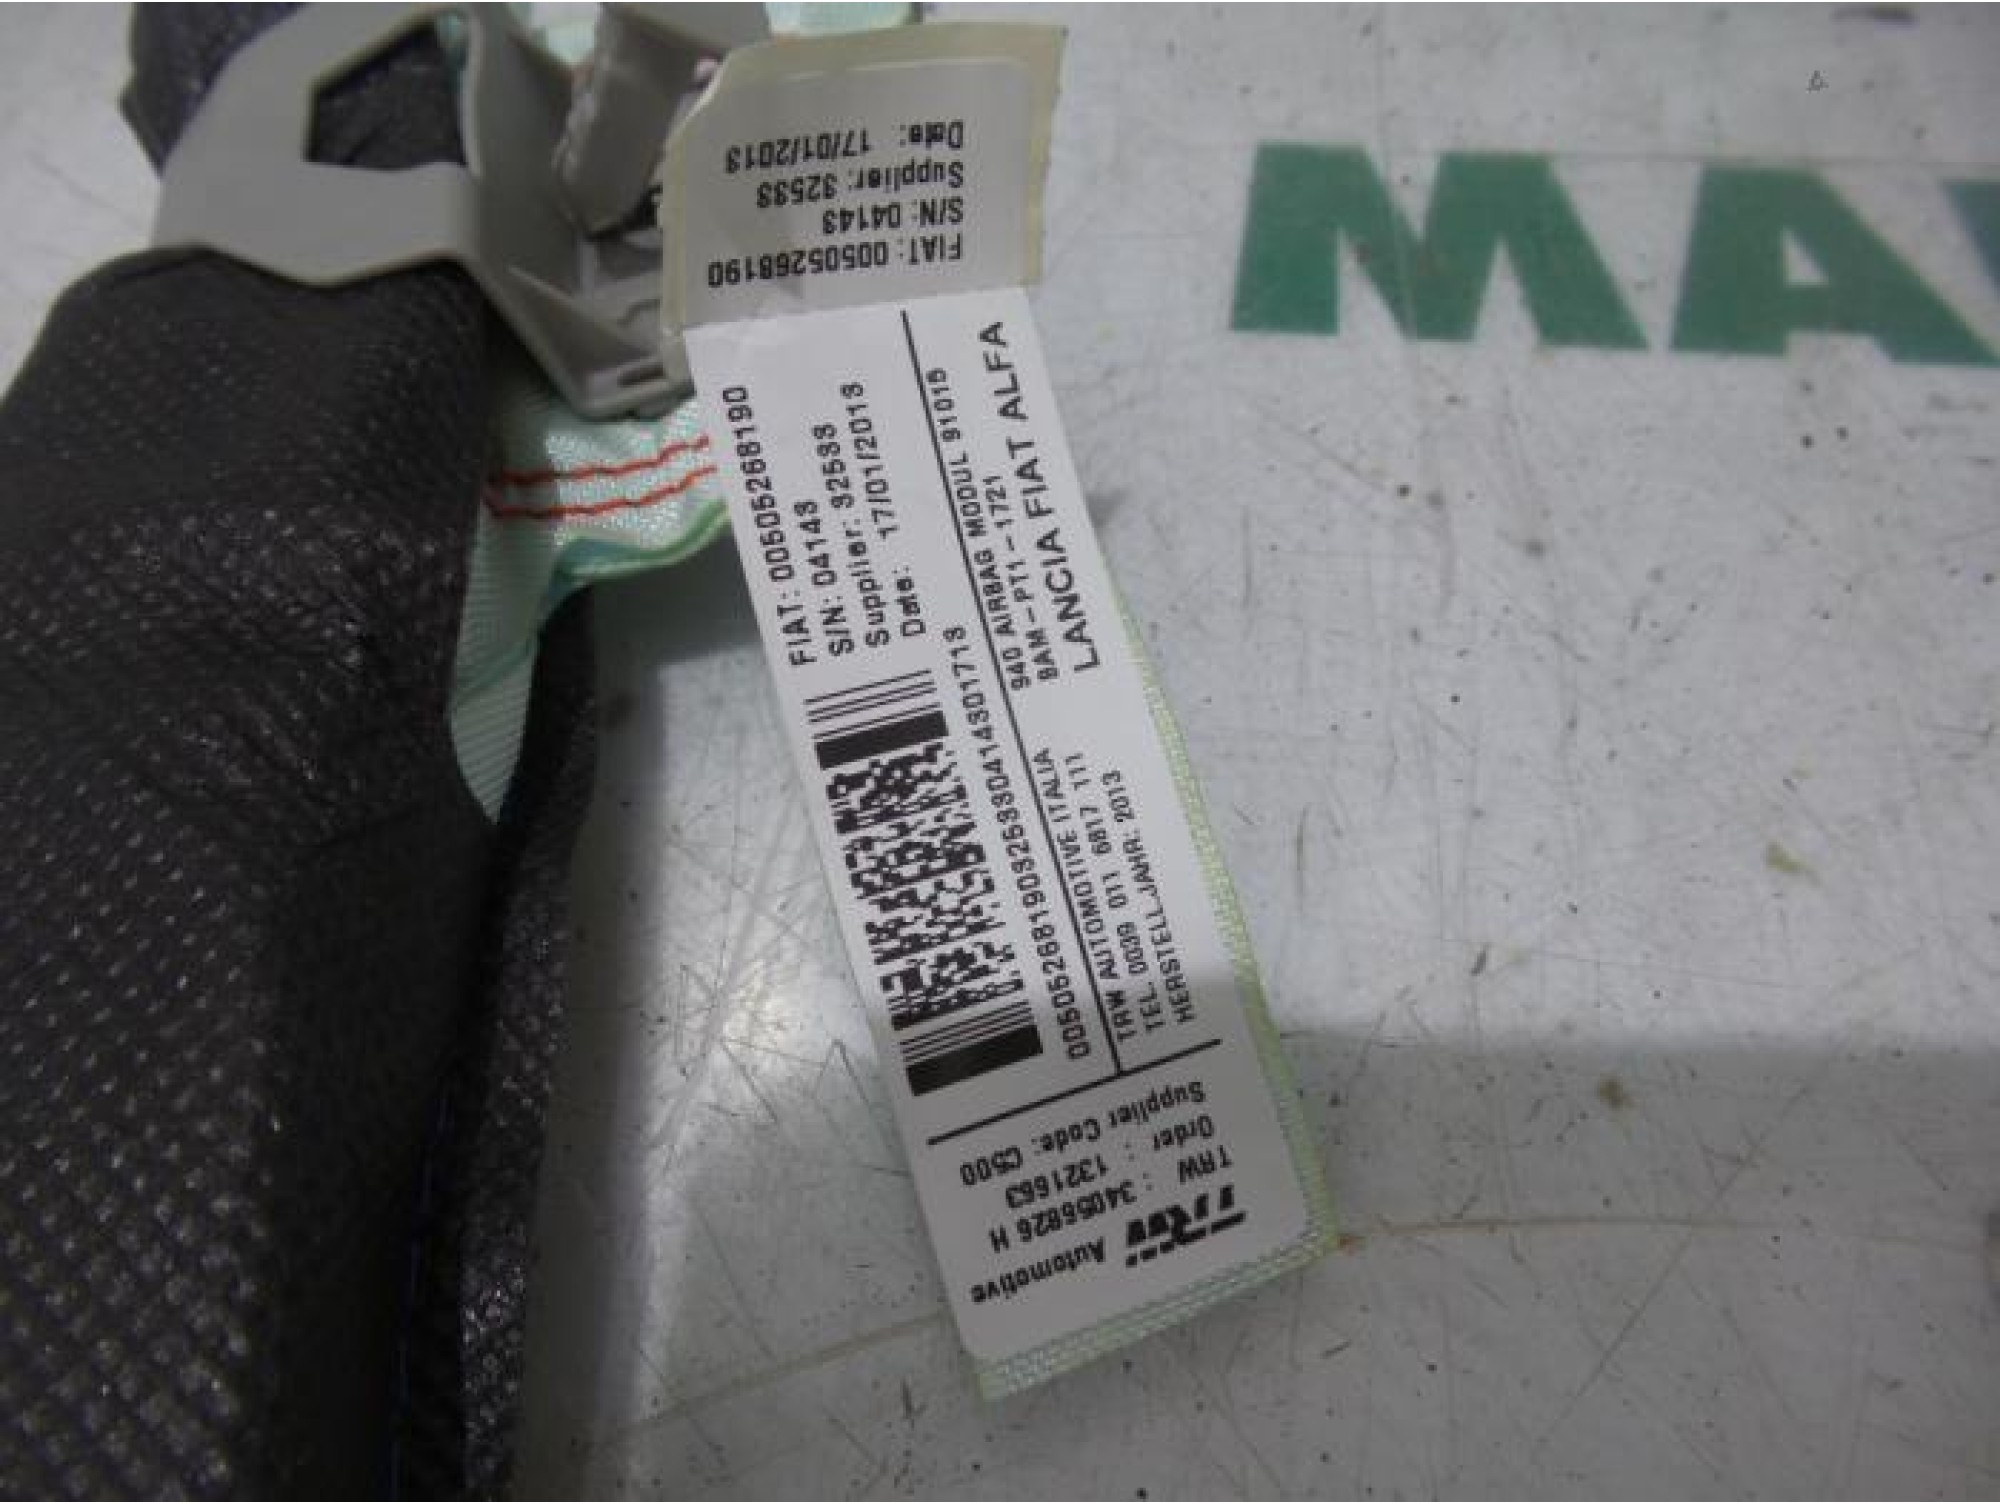 FIAT: 00505268190
S/N: 04143
Supplier: 32533
Date: 17/01/2013
FIAT: 00505268190
S/N: 04143
Supplier: 32533
Date: 17/01/2013
00505268190325330414301713
940 AIRBAG MODUL 91015
BAM-PT1-1721
LANCIA FIAT ALFA
TRW AUTOMOTIVE ITALIA
TEL. 0039 011 6817 111
HERSTELLJAHR: 2013
TRW Automotive
TRW : 34056826 H
Order : 1321663
Supplier Code: C500
MA